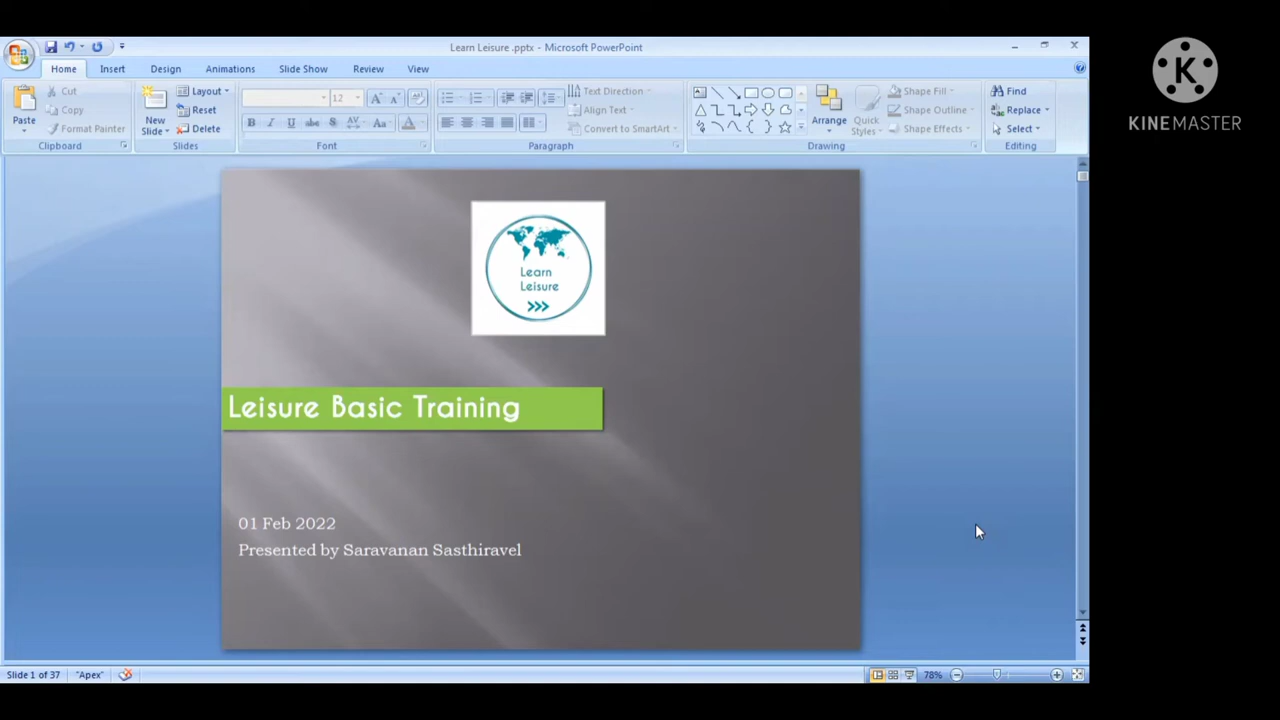 Learn Leisure .pptx - Microsoft PowerPoint
Home Insert Design Animations Slide Show Review View
Paste Cut Copy Format Painter Clipboard
New Slide Layout Reset Delete Slides
12 B I U abc S AV Aa A Font
Text Direction Align Text Convert to SmartArt Paragraph
Arrange Quick Styles Shape Fill Shape Outline Shape Effects Drawing
Find Replace Select Editing
K
KINEMASTER
Learn
Leisure
>>>
Leisure Basic Training
01 Feb 2022
Presented by Saravanan Sasthiravel
Slide 1 of 37 "Apex" 78%